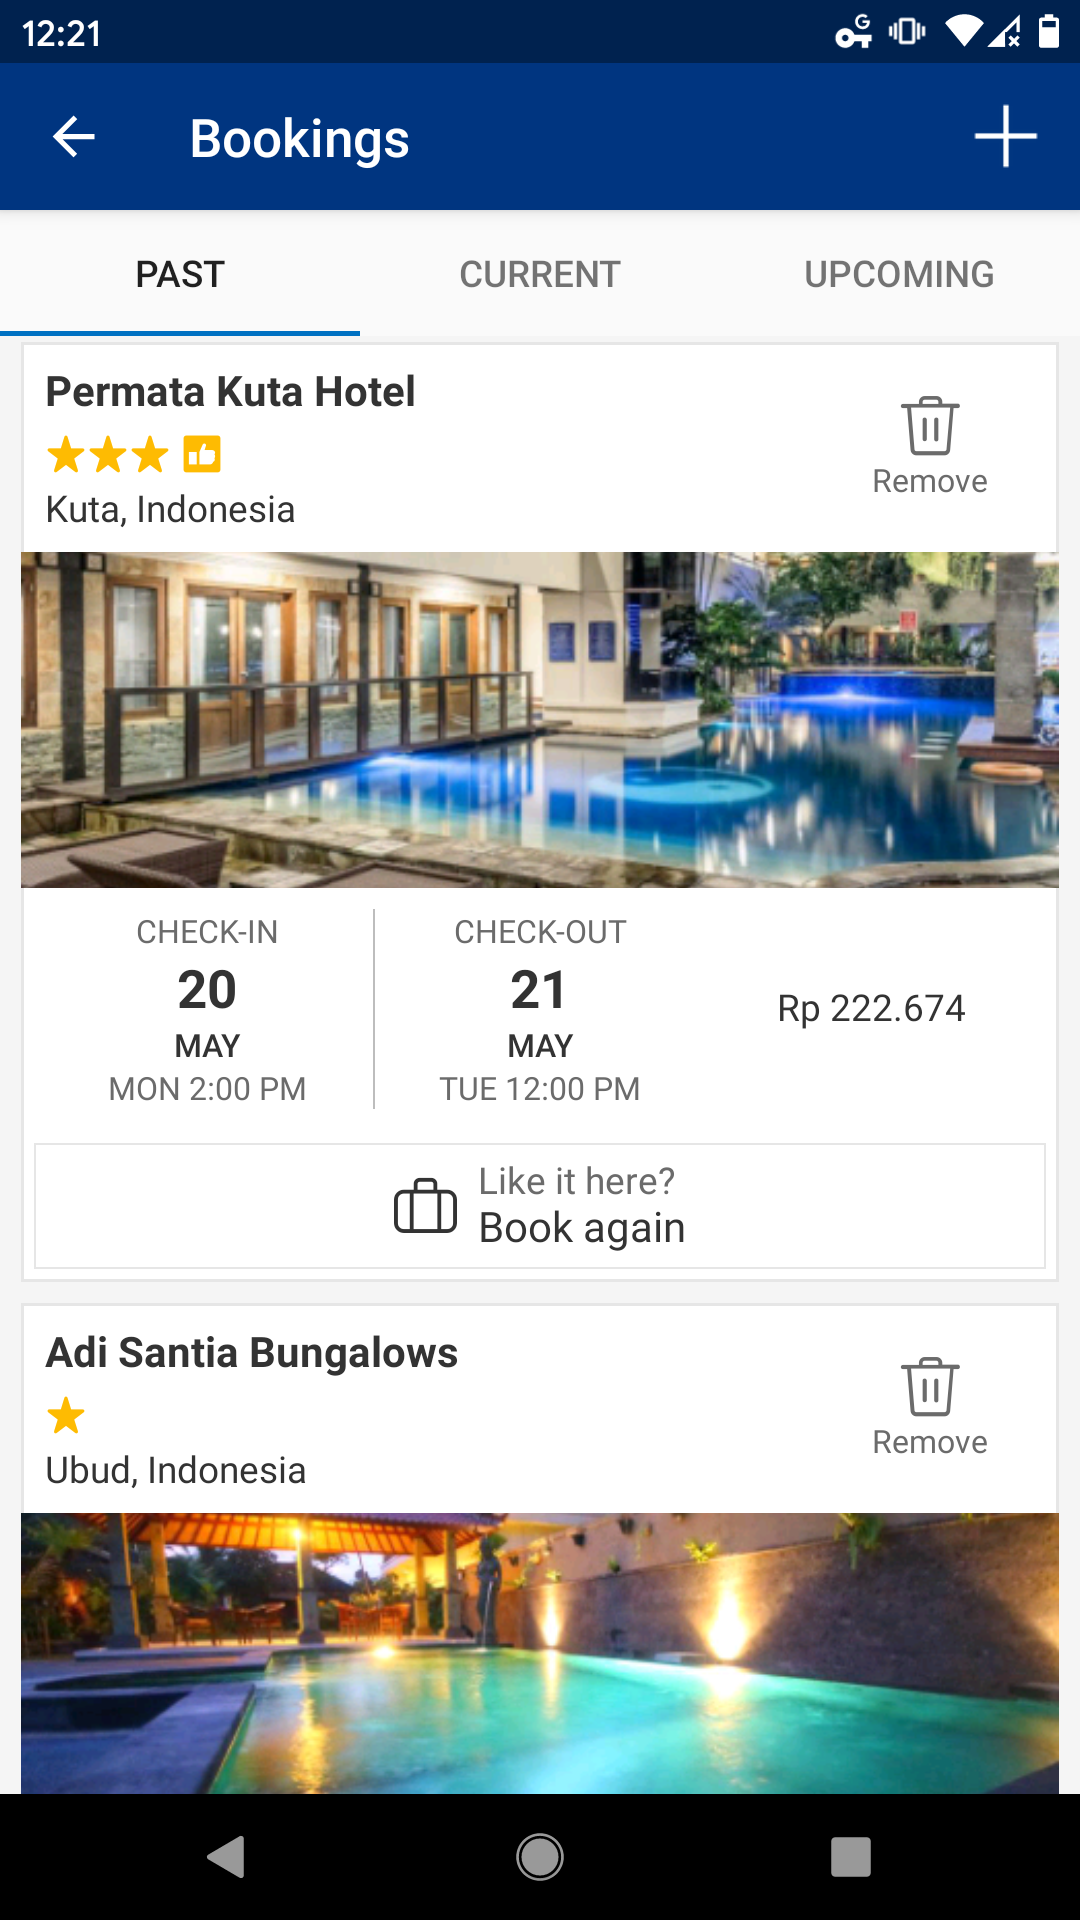 12:21
Bookings
PAST
CURRENT
UPCOMING
Permata Kuta Hotel
Remove
Kuta, Indonesia
CHECK-IN
20
MAY
MON 2:00 PM
CHECK-OUT
21
MAY
TUE 12:00 PM
Rp 222.674
Like it here?
Book again
Adi Santia Bungalows
Remove
Ubud, Indonesia